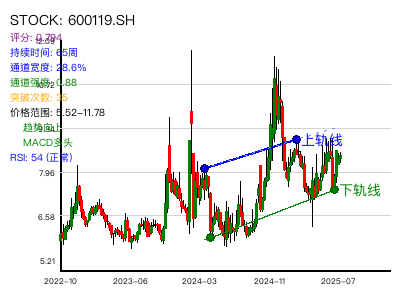 STOCK: 600119.SH
评分: 0.794
12.09
持续时间: 65周
通道宽度: 28.6%
通道强度: 0.88
10.72
突破次数: 35
价格范围: 5.52-11.78
趋势向上
9.34
MACD多头
上轨线
RSI: 54 (正常)
7.96
下轨线
6.58
5.21
2022-10
2023-06
2024-03
2024-11
2025-07